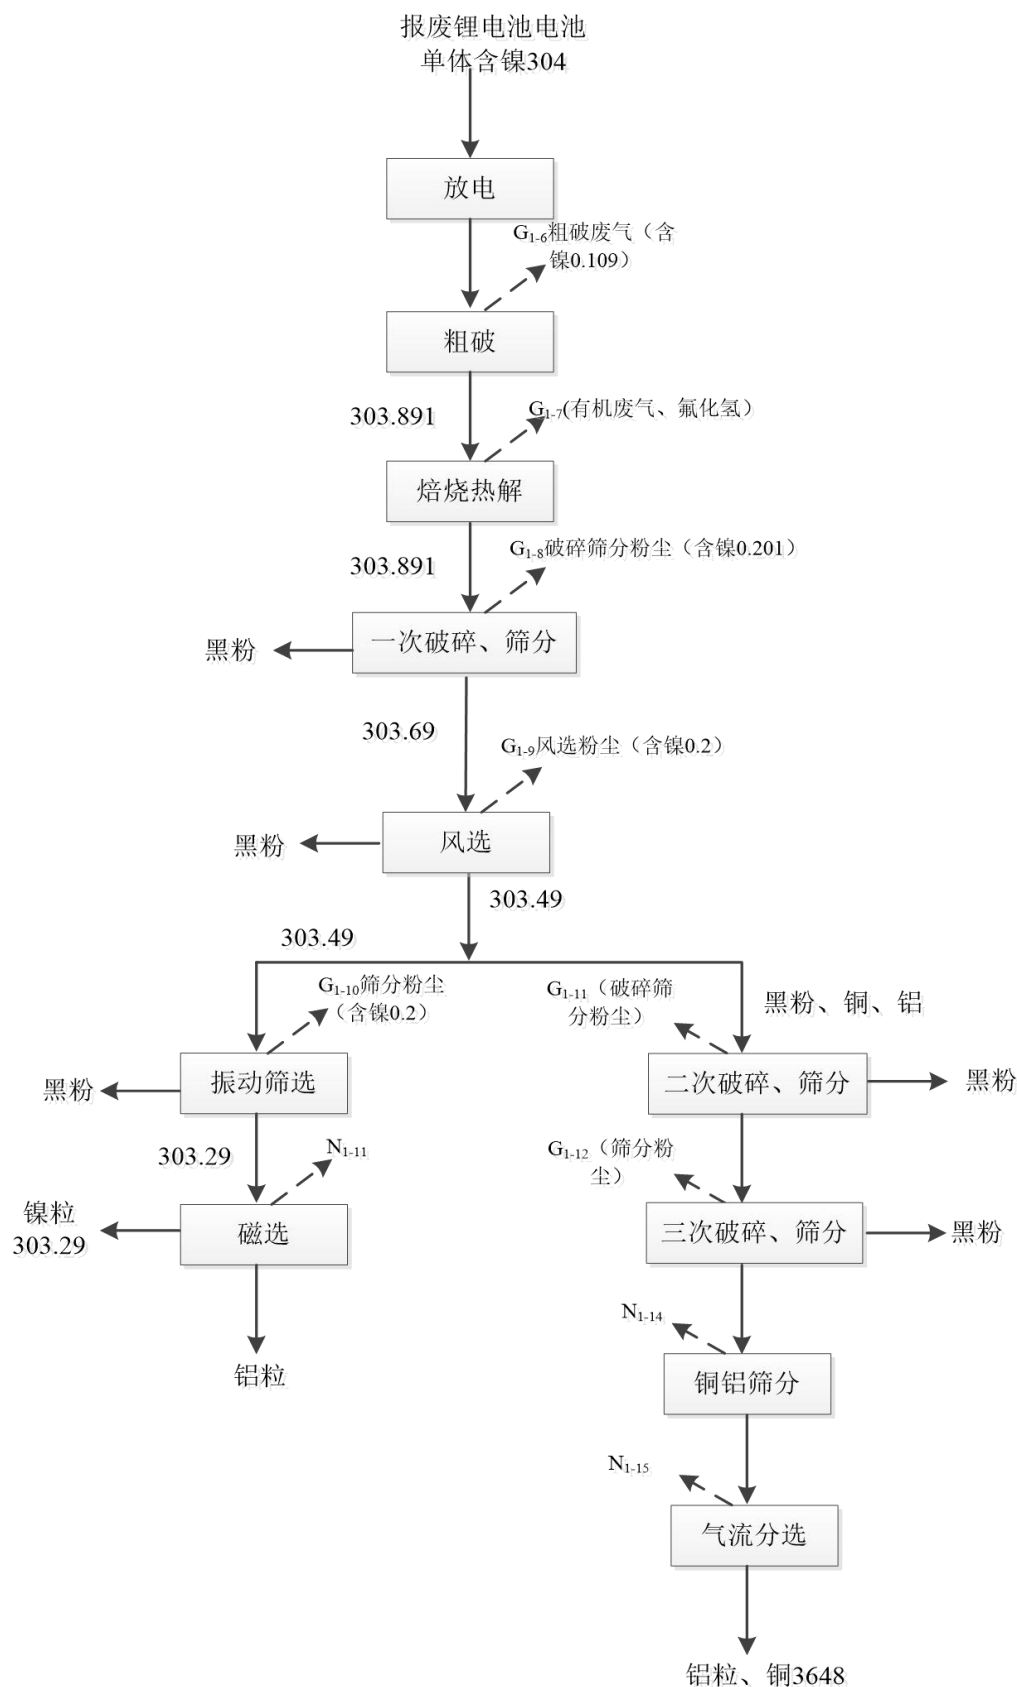 报废锂电池电池
单体含镍304
放电
G1-6粗破废气（含
镍0.109）
粗破
303.891
G1-7(有机废气、氟化氢）
焙烧热解
303.891
G1-8破碎筛分粉尘（含镍0.201）
黑粉
一次破碎、筛分
303.69
G1-9风选粉尘（含镍0.2）
黑粉
风选
303.49
303.49
G1-10筛分粉尘
（含镍0.2）
G1-11（破碎筛
分粉尘）
黑粉、铜、铝
黑粉
振动筛选
二次破碎、筛分
黑粉
303.29
N1-11
G1-12（筛分粉
尘）
镍粒
303.29
磁选
三次破碎、筛分
黑粉
N1-14
铝粒
铜铝筛分
N1-15
气流分选
铝粒、铜3648